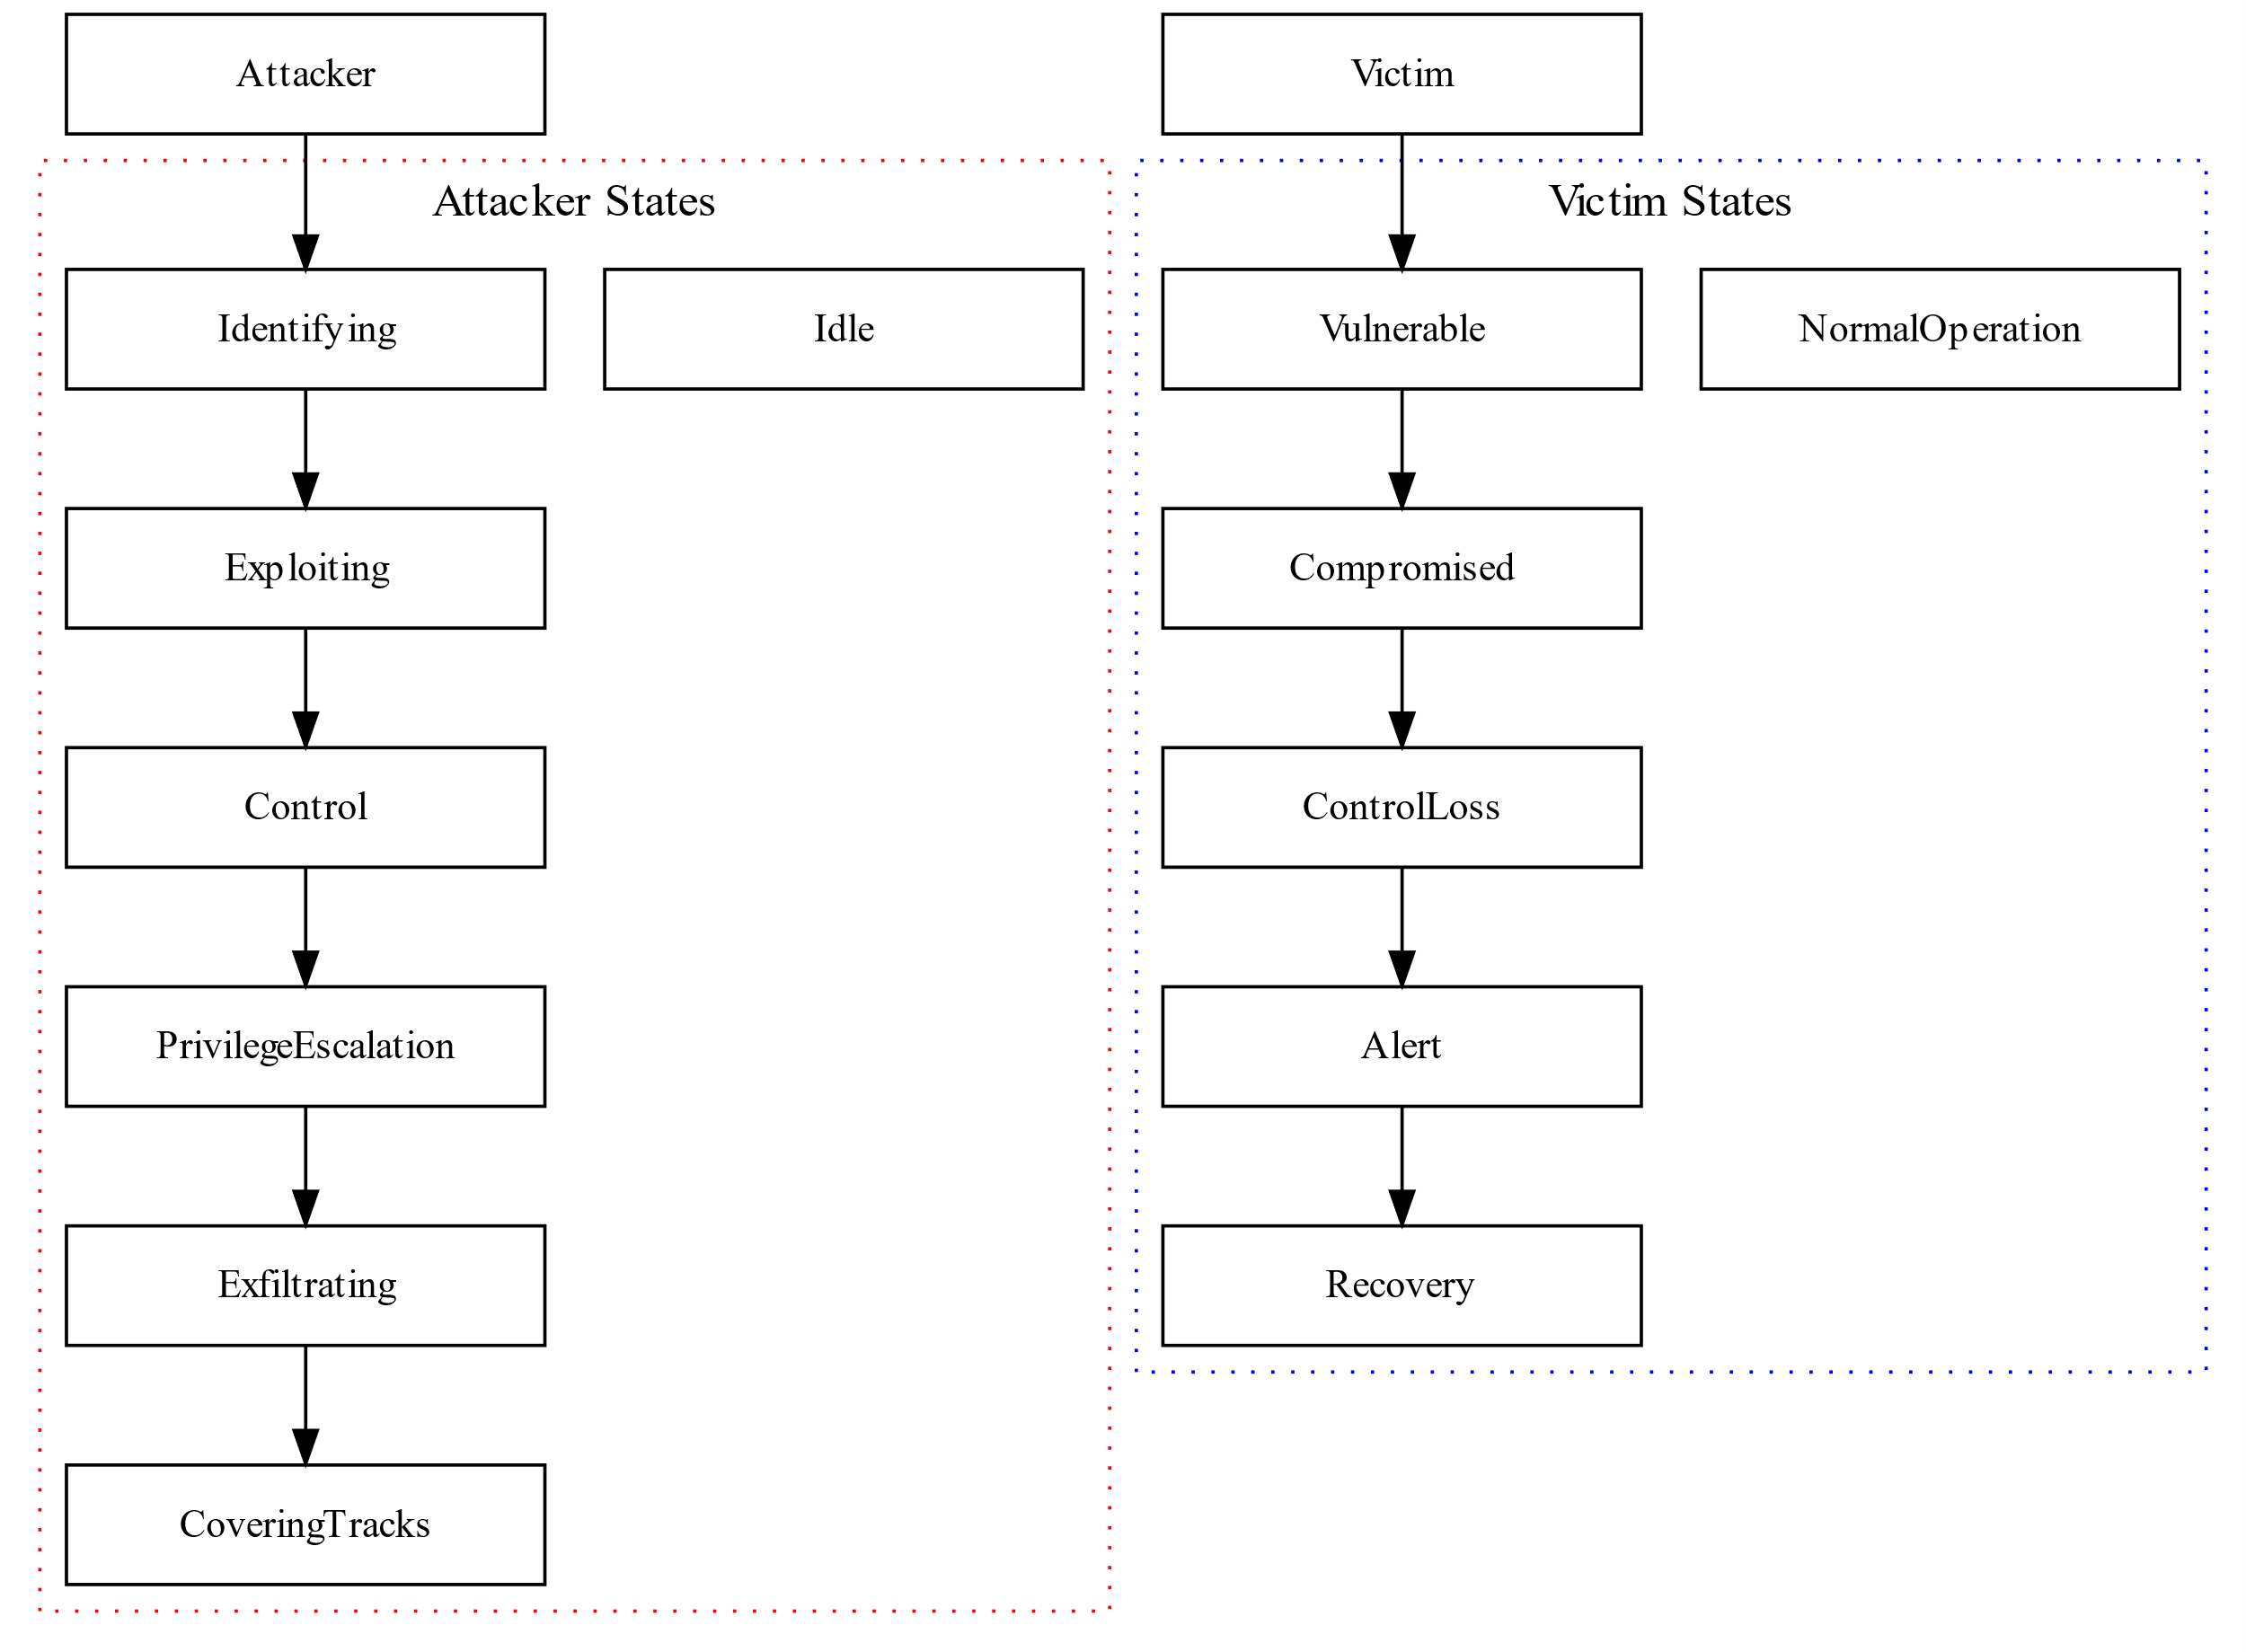 Attacker
Victim
Attacker States
Victim States
Identifying
Idle
Vulnerable
NormalOperation
Exploiting
Compromised
Control
ControlLoss
PrivilegeEscalation
Alert
Exfiltrating
Recovery
CoveringTracks